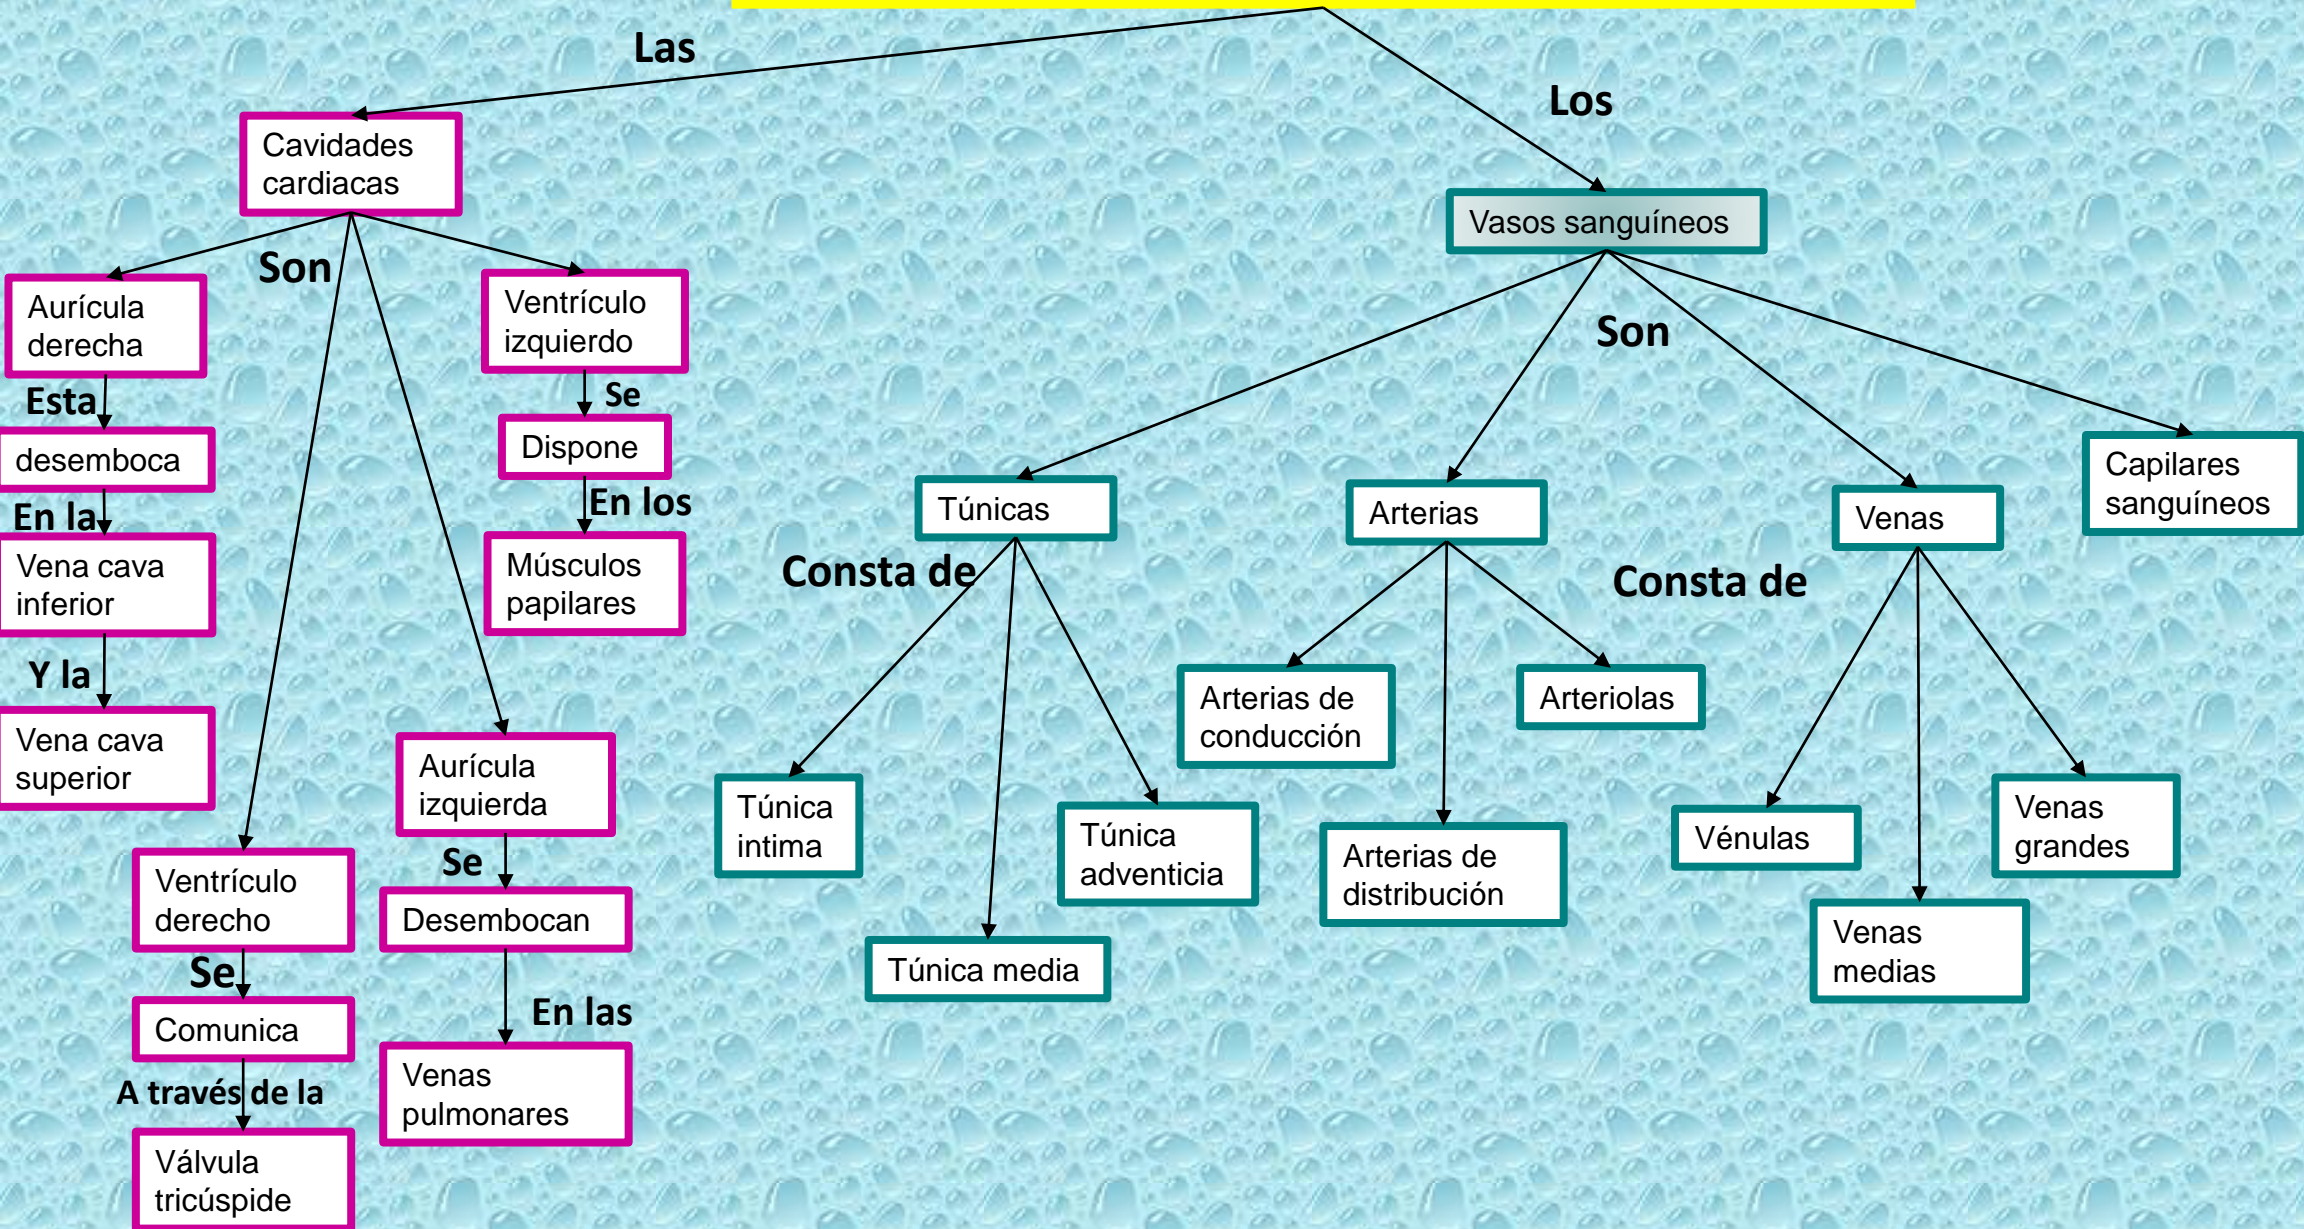 Las
Los
Cavidades
cardiacas
Vasos sanguíneos
Son
Aurícula
derecha
Ventrículo
izquierdo
Son
Esta
Se
desemboca
Dispone
En la
En los
Vena cava
inferior
Músculos
papilares
Y la
Vena cava
superior
Aurícula
izquierda
Se
Ventrículo
derecho
Desembocan
Se
En las
Comunica
Venas
pulmonares
A través de la
Válvula
tricúspide
Túnicas
Arterias
Venas
Capilares
sanguíneos
Consta de
Consta de
Túnica
intima
Túnica media
Túnica
adventicia
Arterias de
conducción
Arterias de
distribución
Arteriolas
Vénulas
Venas
medias
Venas
grandes